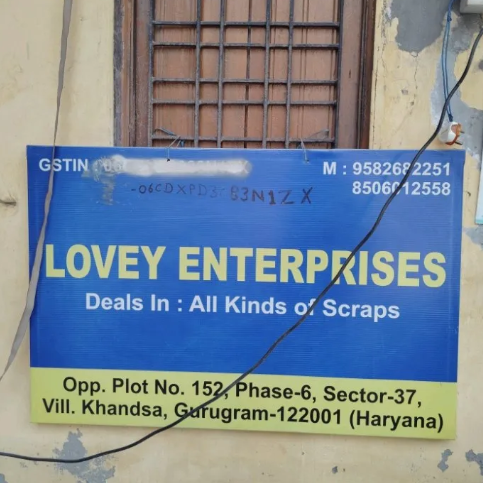 GSTIN
M : 9582682251
8506012558
LOVEY ENTERPRISES
Deals In : All Kinds of Scraps
Opp. Plot No. 152, Phase-6, Sector-37,
Vill. Khandsa, Gurugram-122001 (Haryana)